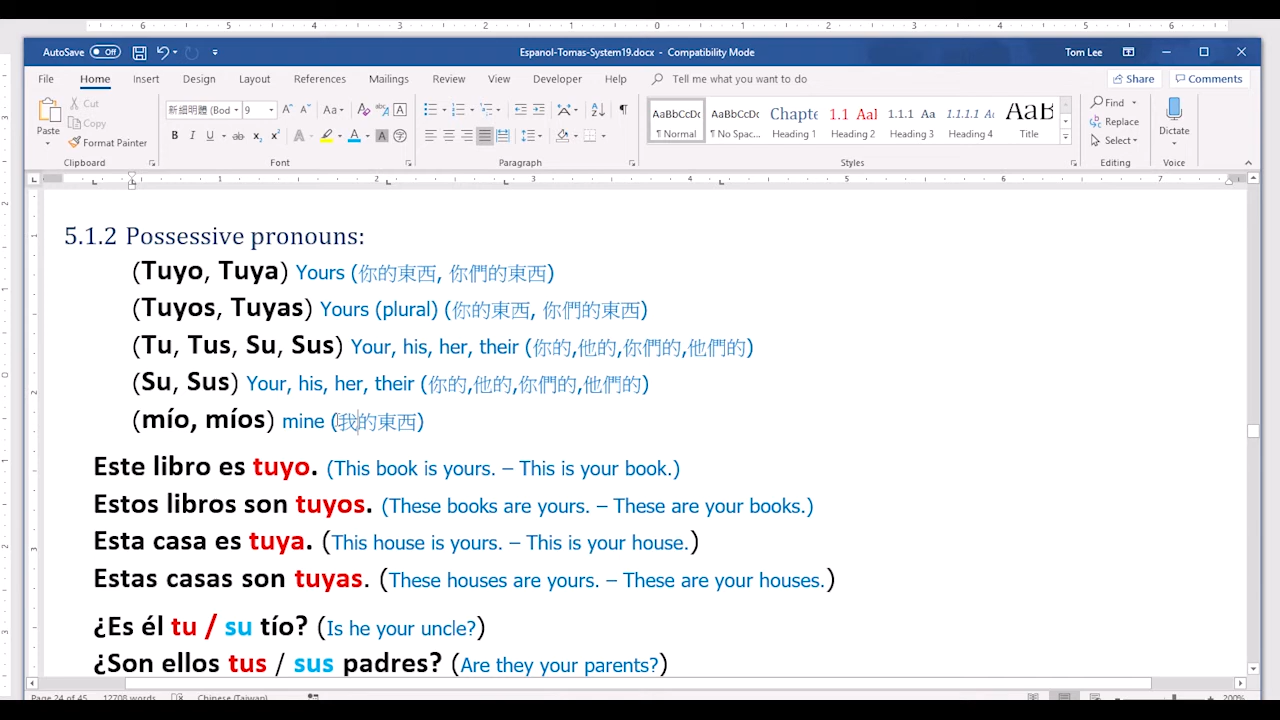 AutoSave Off Espanol-Tomas-System19.docx - Compatibility Mode Tom Lee
File Home Insert Design Layout References Mailings Review View Developer Help Tell me what you want to do Share Comments
Paste Cut Copy Format Painter
新細明體 (Bod 9
AaBbCcDc AaBbCcDc Chapte 1.1 Aal 1.1.1 Aa 1.1.1.1 Aa AaB
¶ Normal ¶ No Spac... Heading 1 Heading 2 Heading 3 Heading 4 Title
Find Replace Select Dictate
Clipboard Font Paragraph Styles Editing Voice
5.1.2 Possessive pronouns:
(Tuyo, Tuya) Yours (你的東西, 你們的東西)
(Tuyos, Tuyas) Yours (plural) (你的東西, 你們的東西)
(Tu, Tus, Su, Sus) Your, his, her, their (你的,他的,你們的,他們的)
(Su, Sus) Your, his, her, their (你的,他的,你們的,他們的)
(mío, míos) mine (我的東西)
Este libro es tuyo. (This book is yours. – This is your book.)
Estos libros son tuyos. (These books are yours. – These are your books.)
Esta casa es tuya. (This house is yours. – This is your house.)
Estas casas son tuyas. (These houses are yours. – These are your houses.)
¿Es él tu / su tío? (Is he your uncle?)
¿Son ellos tus / sus padres? (Are they your parents?)
Page 24 of 45 12708 words Chinese (Taiwan) 200%